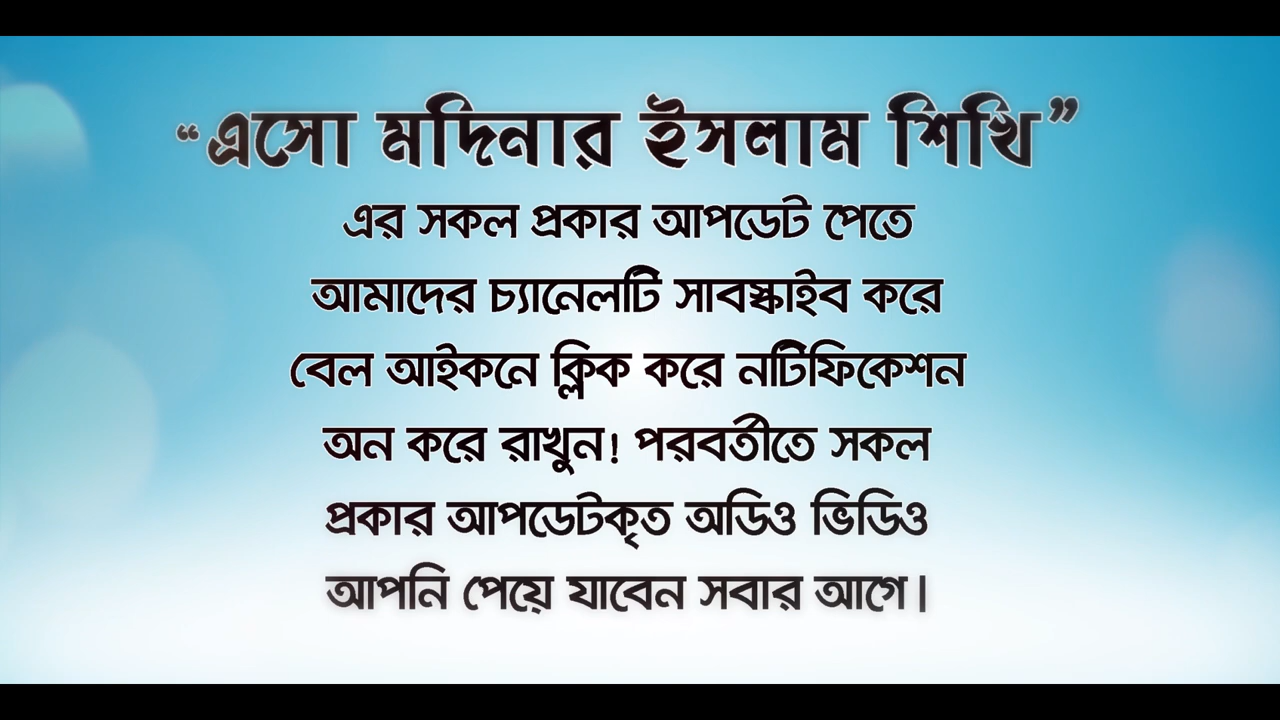 “এসো মদিনার ইসলাম শিখি”
এর সকল প্রকার আপডেট পেতে
আমাদের চ্যানেলটি সাবস্ক্রাইব করে
বেল আইকনে ক্লিক করে নটিফিকেশন
অন করে রাখুন! পরবর্তীতে সকল
প্রকার আপডেটকৃত অডিও ভিডিও
আপনি পেয়ে যাবেন সবার আগে।